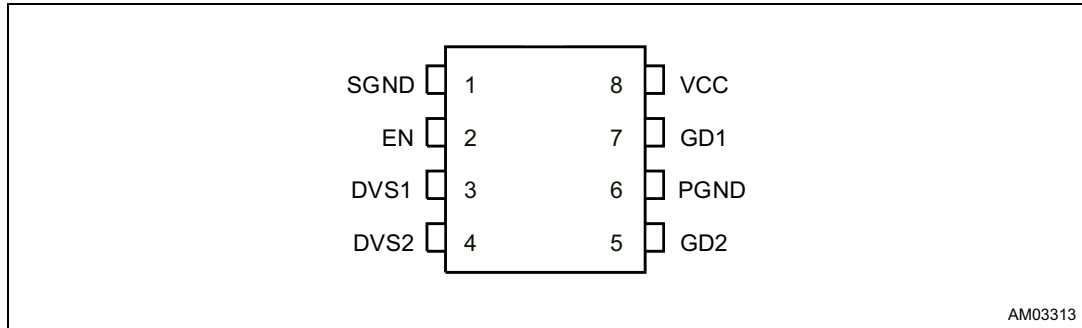 SGND 1 8 VCC
EN 2 7 GD1
DVS1 3 6 PGND
DVS2 4 5 GD2
AM03313